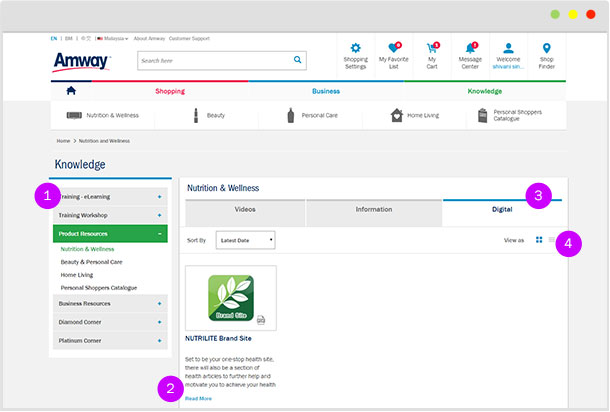 EN | BM | 中文 | Malaysia About Amway Customer Support
Amway
Search here
Shopping Settings
My Favorite List
My Cart
Message Center
Welcome shivani sin...
Shop Finder
Shopping Business Knowledge
Nutrition & Wellness Beauty Personal Care Home Living Personal Shoppers Catalogue
Home > Nutrition and Wellness
Knowledge
1
Training - eLearning +
Training Workshop +
Product Resources –
Nutrition & Wellness
Beauty & Personal Care
Home Living
Personal Shoppers Catalogue
Business Resources +
Diamond Corner +
Platinum Corner +
Nutrition & Wellness
3
Videos Information Digital
Sort By Latest Date View as
4
Brand Site
NUTRILITE Brand Site
Set to be your one-stop health site,
there will also be a section of
health articles to further help and
motivate you to achieve your health
2
Read More